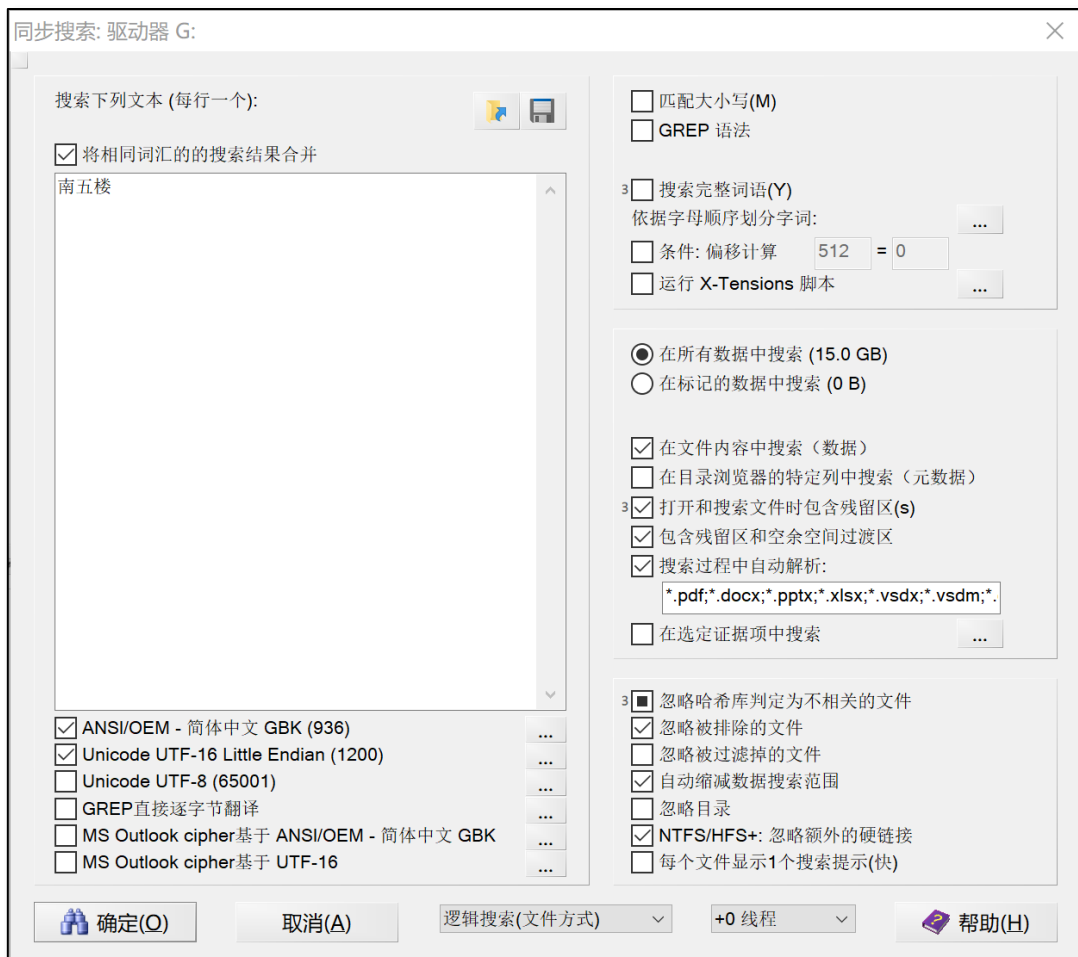 同步搜索: 驱动器 G:
搜索下列文本 (每行一个):
将相同词汇的的搜索结果合并
南五楼
ANSI/OEM - 简体中文 GBK (936)
...
Unicode UTF-16 Little Endian (1200)
...
Unicode UTF-8 (65001)
...
GREP直接逐字节翻译
...
MS Outlook cipher基于 ANSI/OEM - 简体中文 GBK
...
MS Outlook cipher基于 UTF-16
...
匹配大小写(M)
GREP 语法
3 搜索完整词语(Y)
依据字母顺序划分字词: ...
条件: 偏移计算 512 = 0
运行 X-Tensions 脚本 ...
在所有数据中搜索 (15.0 GB)
在标记的数据中搜索 (0 B)
在文件内容中搜索（数据）
在目录浏览器的特定列中搜索（元数据）
3 打开和搜索文件时包含残留区(s)
包含残留区和空余空间过渡区
搜索过程中自动解析:
*.pdf;*.docx;*.pptx;*.xlsx;*.vsdx;*.vsdm;*.
在选定证据项中搜索 ...
3 忽略哈希库判定为不相关的文件
忽略被排除的文件
忽略被过滤掉的文件
自动缩减数据搜索范围
忽略目录
NTFS/HFS+: 忽略额外的硬链接
每个文件显示1个搜索提示(快)
确定(O)
取消(A)
逻辑搜索(文件方式)
+0 线程
帮助(H)